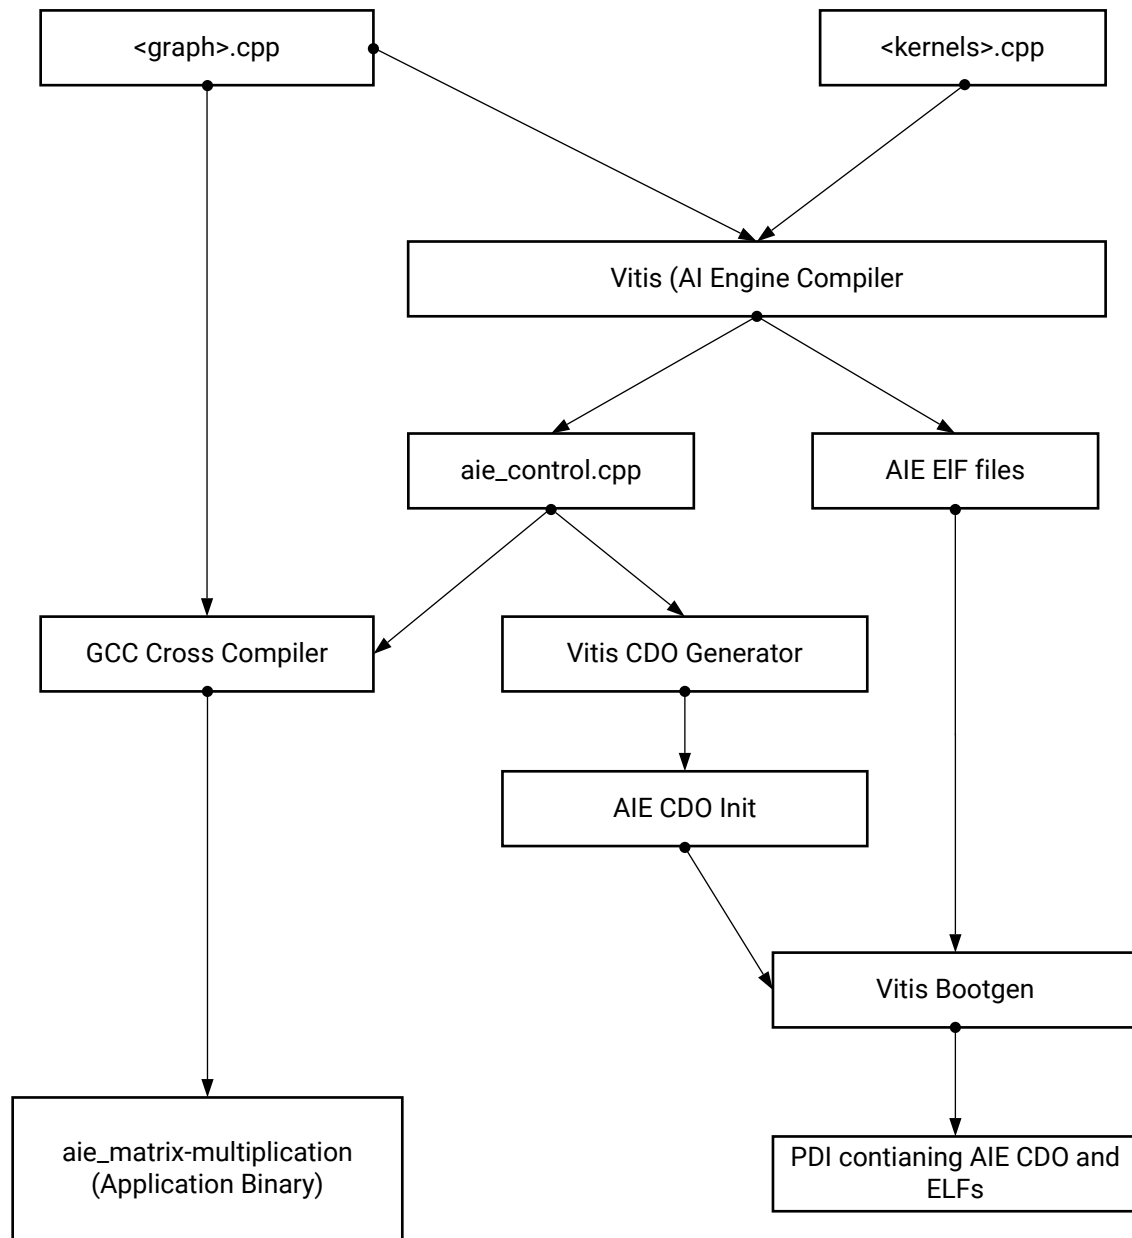 <graph>.cpp
<kernels>.cpp
Vitis (AI Engine Compiler
aie_control.cpp
AIE ElF files
GCC Cross Compiler
Vitis CDO Generator
AIE CDO Init
Vitis Bootgen
aie_matrix-multiplication
(Application Binary)
PDI contianing AIE CDO and
ELFs